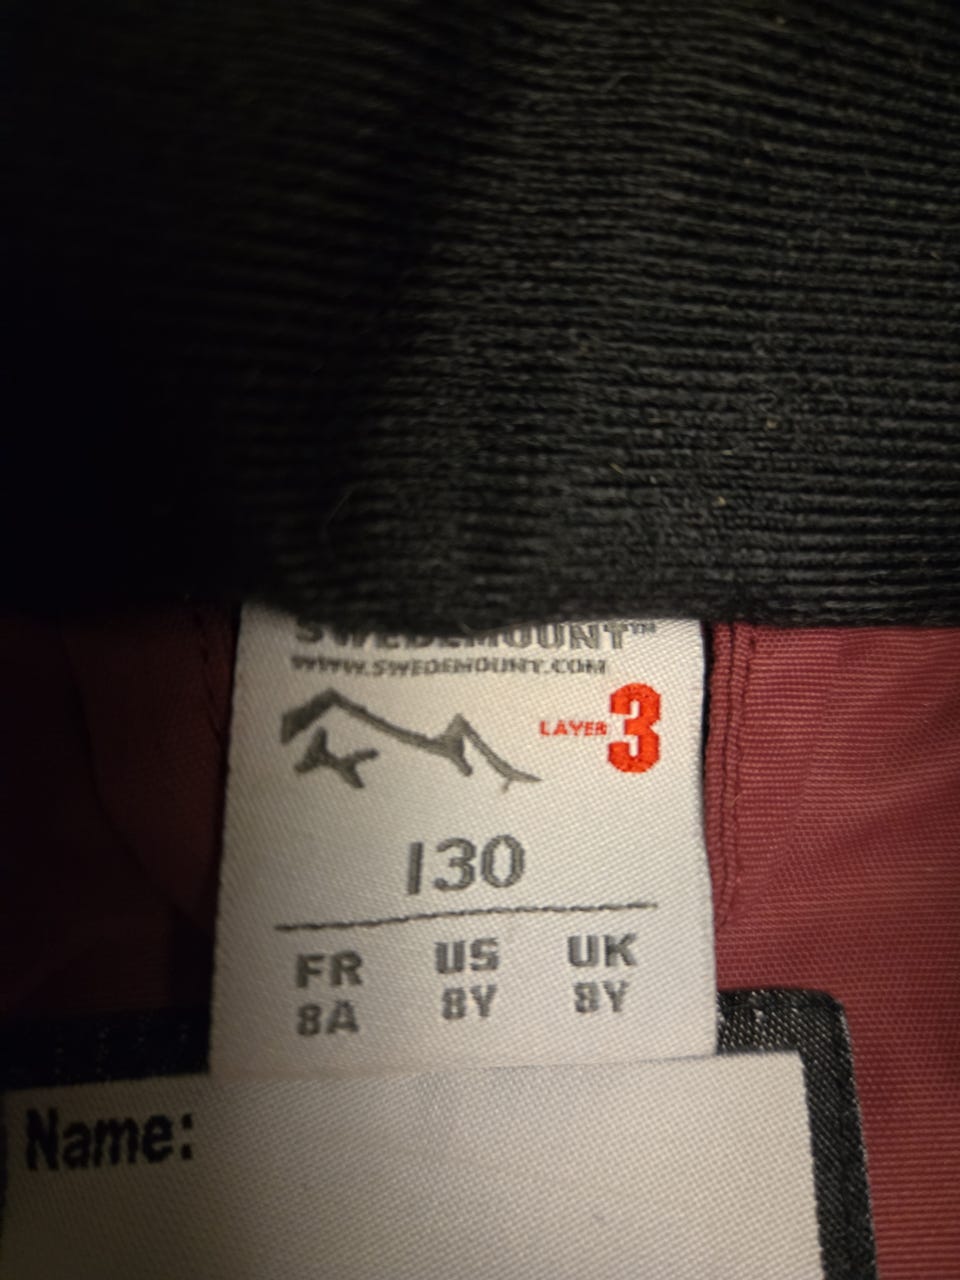 SWEDEMOUNT™
WWW.SWEDEMOUNT.COM
LAYER 3
130
FR US UK
8A 8Y 8Y
Name: